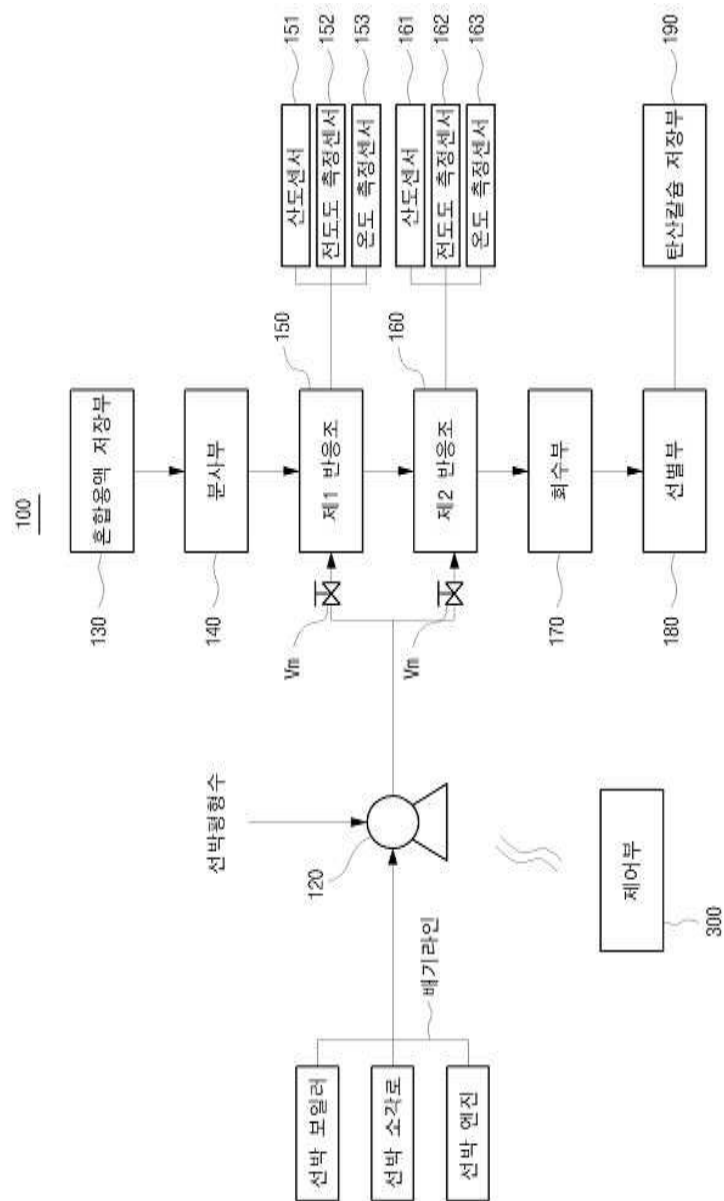 100
혼합용액 저장부
130
분사부
140
제1 반응조
150
산도센서
151
전도도 측정센서
152
온도 측정센서
153
Vm
제2 반응조
160
산도센서
161
전도도 측정센서
162
온도 측정센서
163
Vm
회수부
170
선별부
180
탄산칼슘 저장부
190
선박평형수
120
선박 보일러
선박 소각로
선박 엔진
배기라인
제어부
300